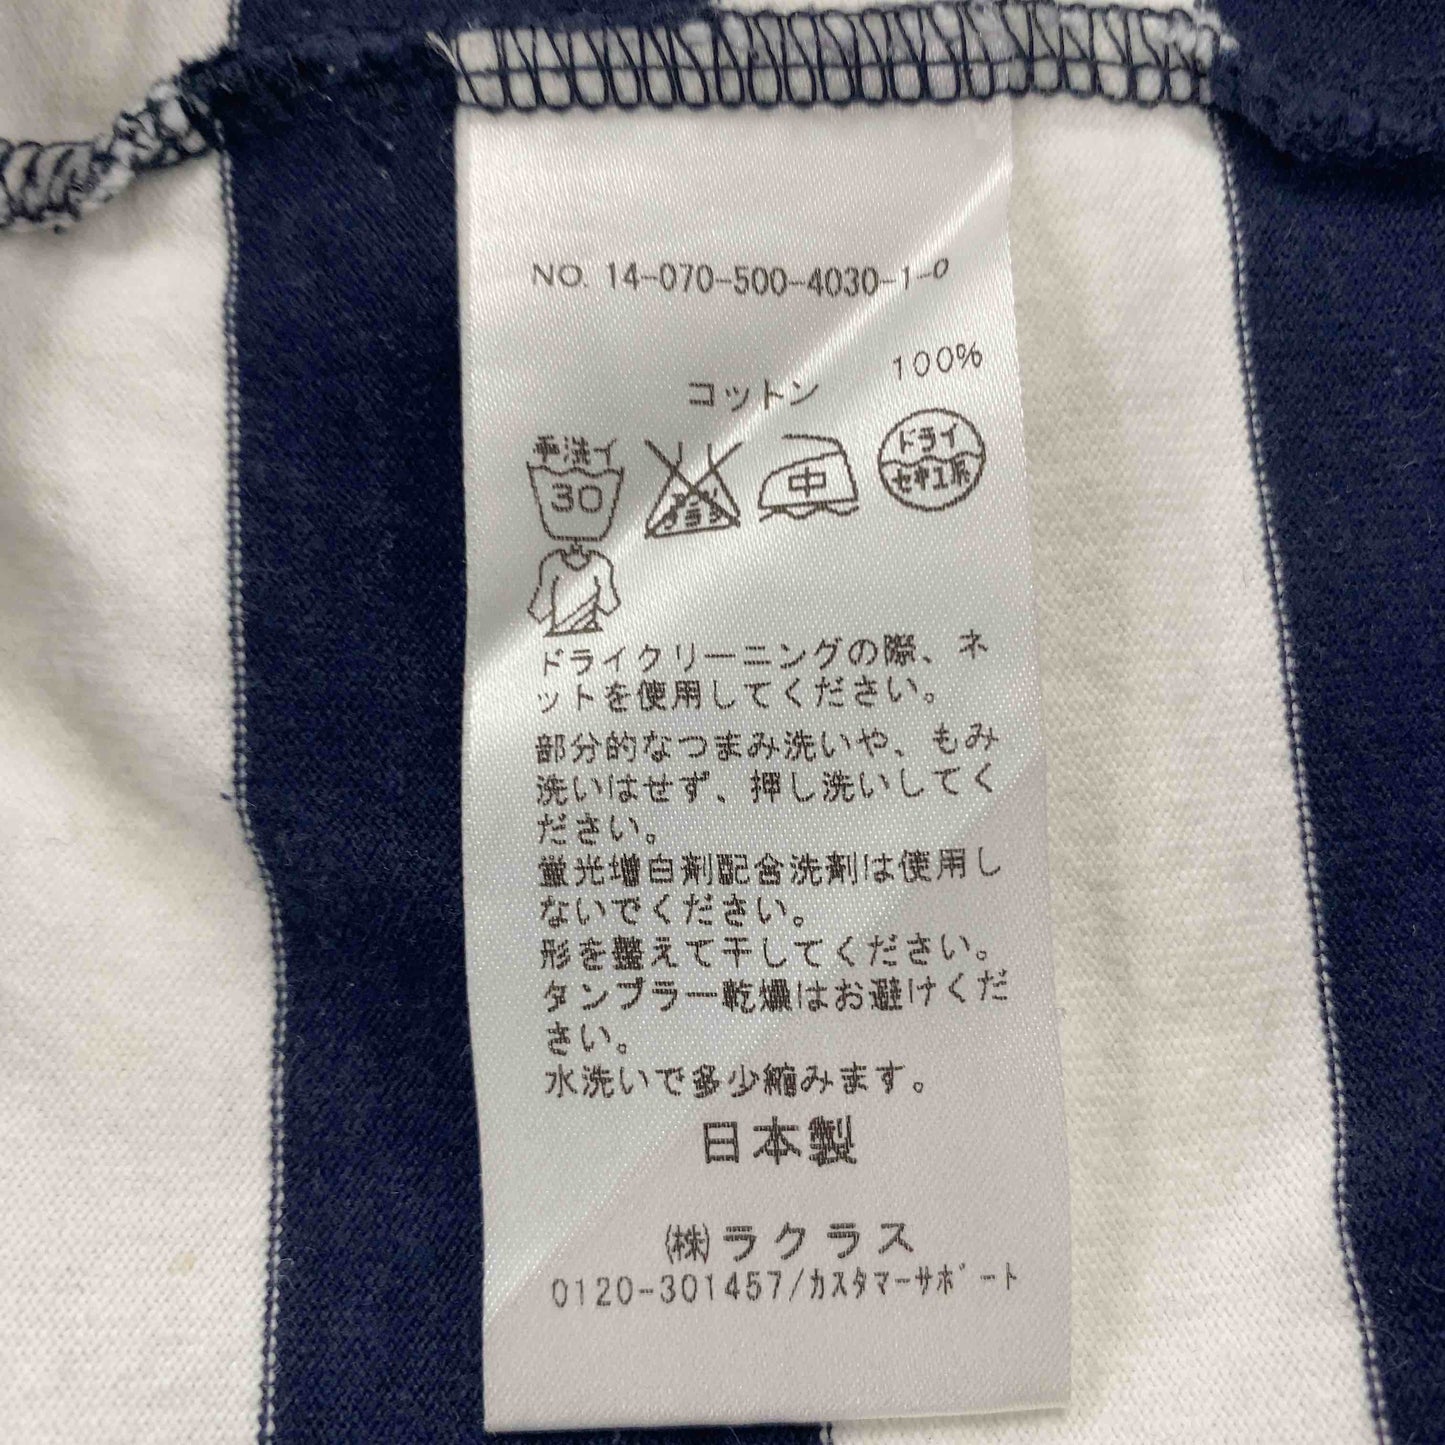 NO. 14-070-500-4030-1-0
コットン 100%
手洗イ
30
エンソサラシ
中
ドライ
セキユ系
ドライクリーニングの際、ネ
ットを使用してください。
部分的なつまみ洗いや、もみ
洗いはせず、押し洗いしてく
ださい。
蛍光増白剤配合洗剤は使用し
ないでください。
形を整えて干してください。
タンブラー乾燥はお避けくだ
さい。
水洗いで多少縮みます。
日本製
(株)ラクラス
0120-301457/カスタマーサポート